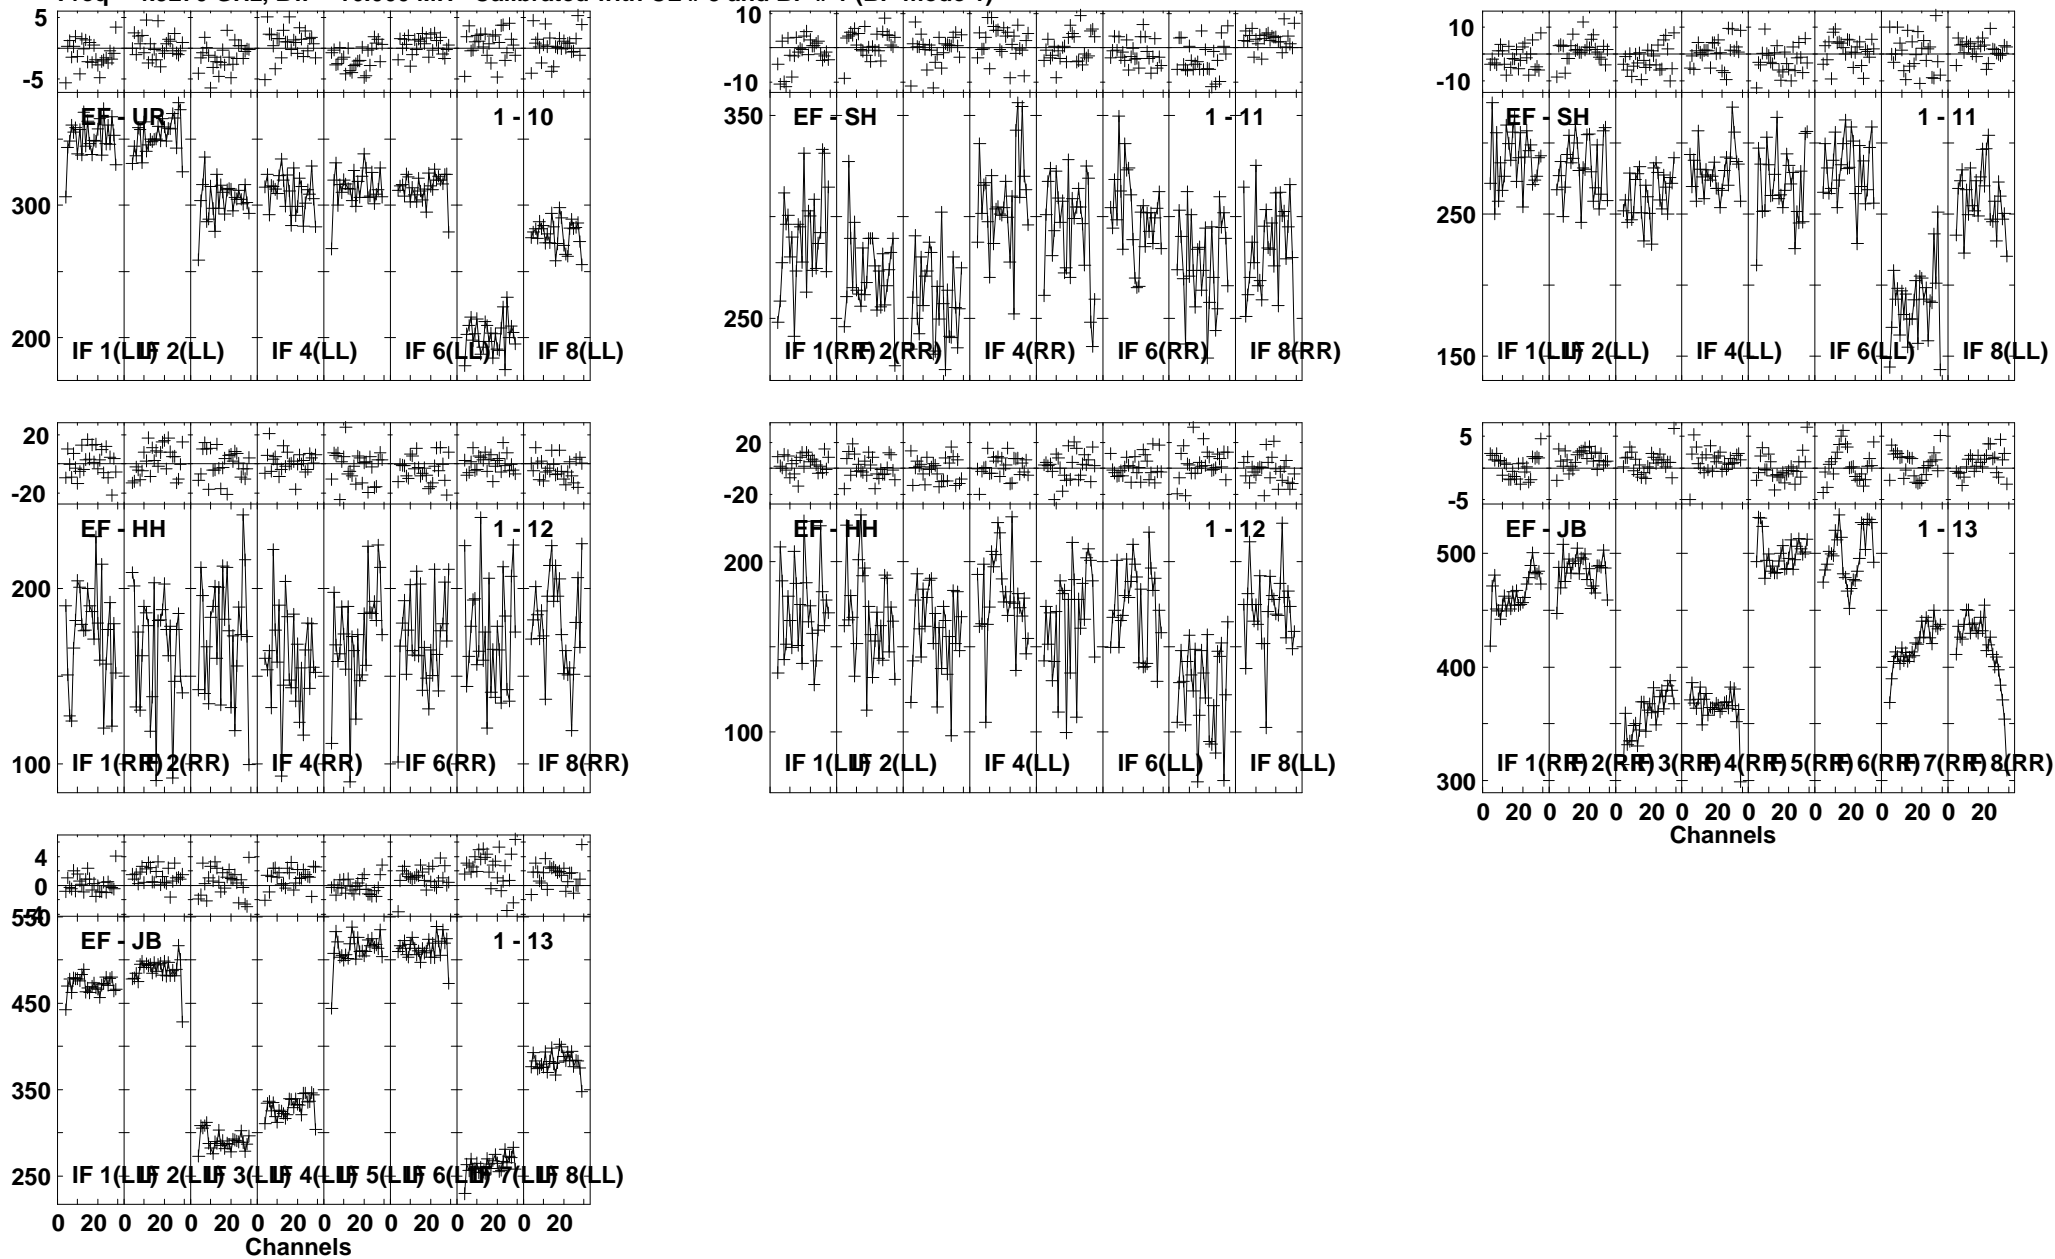 5
-5
EF - UR 1 - 10
300
200
IF 1(LL) IF 2(LL) IF 4(LL) IF 6(LL) IF 8(LL)
10
-10
350
EF - SH 1 - 11
250
IF 1(RR) IF 2(RR) IF 4(RR) IF 6(RR) IF 8(RR)
10
-10
EF - SH 1 - 11
250
150
IF 1(LL) IF 2(LL) IF 4(LL) IF 6(LL) IF 8(LL)
20
-20
EF - HH 1 - 12
200
100
IF 1(RR) IF 2(RR) IF 4(RR) IF 6(RR) IF 8(RR)
20
-20
EF - HH 1 - 12
200
100
IF 1(LL) IF 2(LL) IF 4(LL) IF 6(LL) IF 8(LL)
5
-5
EF - JB 1 - 13
500
400
300
IF 1(RR) IF 2(RR) IF 3(RR) IF 4(RR) IF 5(RR) IF 6(RR) IF 7(RR) IF 8(RR)
0 20 0 20 0 20 0 20 0 20 0 20 0 20 0 20
Channels
4
0
-4
550
EF - JB 1 - 13
450
350
250
IF 1(LL) IF 2(LL) IF 3(LL) IF 4(LL) IF 5(LL) IF 6(LL) IF 7(LL) IF 8(LL)
0 20 0 20 0 20 0 20 0 20 0 20 0 20 0 20
Channels